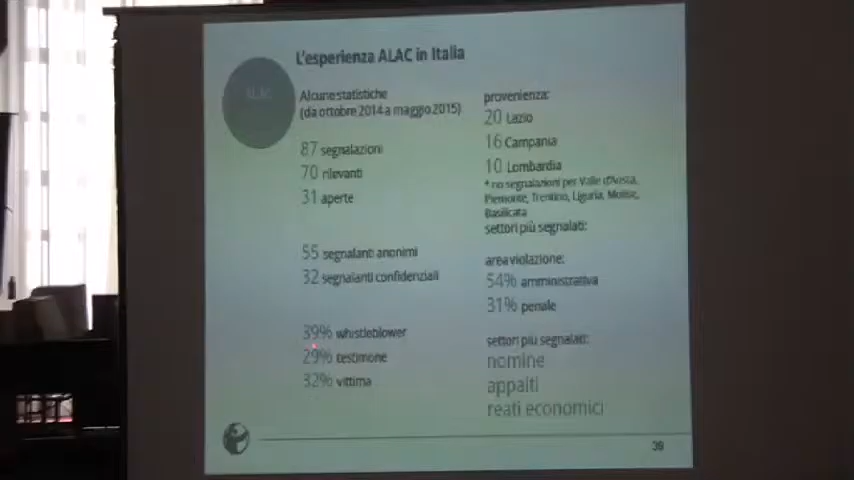 L'esperienza ALAC in Italia
ALAC
Alcune statistiche
(da ottobre 2014 a maggio 2015)
87 segnalazioni
70 rilevanti
31 aperte
55 segnalanti anonimi
32 segnalanti confidenziali
39% whistleblower
29% testimone
32% vittima
provenienza:
20 Lazio
16 Campania
10 Lombardia
* no segnalazioni per Valle d'Aosta,
Piemonte, Trentino, Liguria, Molise,
Basilicata
settori più segnalati:
area violazione:
54% amministrativa
31% penale
settori più segnalati:
nomine
appalti
reati economici
39